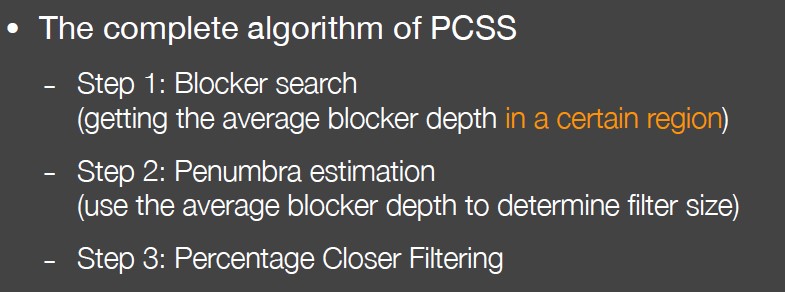 • The complete algorithm of PCSS
– Step 1: Blocker search
(getting the average blocker depth in a certain region)
– Step 2: Penumbra estimation
(use the average blocker depth to determine filter size)
– Step 3: Percentage Closer Filtering